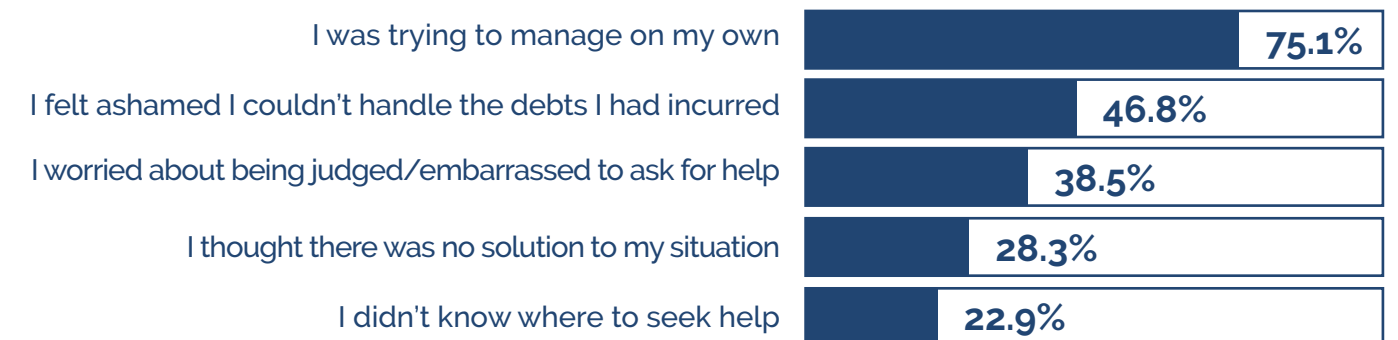 I was trying to manage on my own
75.1%
I felt ashamed I couldn’t handle the debts I had incurred
46.8%
I worried about being judged/embarrassed to ask for help
38.5%
I thought there was no solution to my situation
28.3%
I didn’t know where to seek help
22.9%